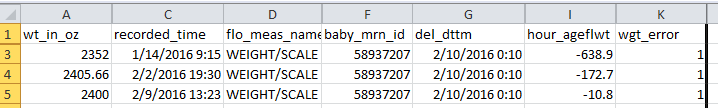 A C D F G I K
1 wt_in_oz recorded_time flo_meas_name baby_mrn_id del_dttm hour_ageflwt wgt_error
3 2352 1/14/2016 9:15 WEIGHT/SCALE 58937207 2/10/2016 0:10 -638.9 1
4 2405.66 2/2/2016 19:30 WEIGHT/SCALE 58937207 2/10/2016 0:10 -172.7 1
5 2400 2/9/2016 13:23 WEIGHT/SCALE 58937207 2/10/2016 0:10 -10.8 1